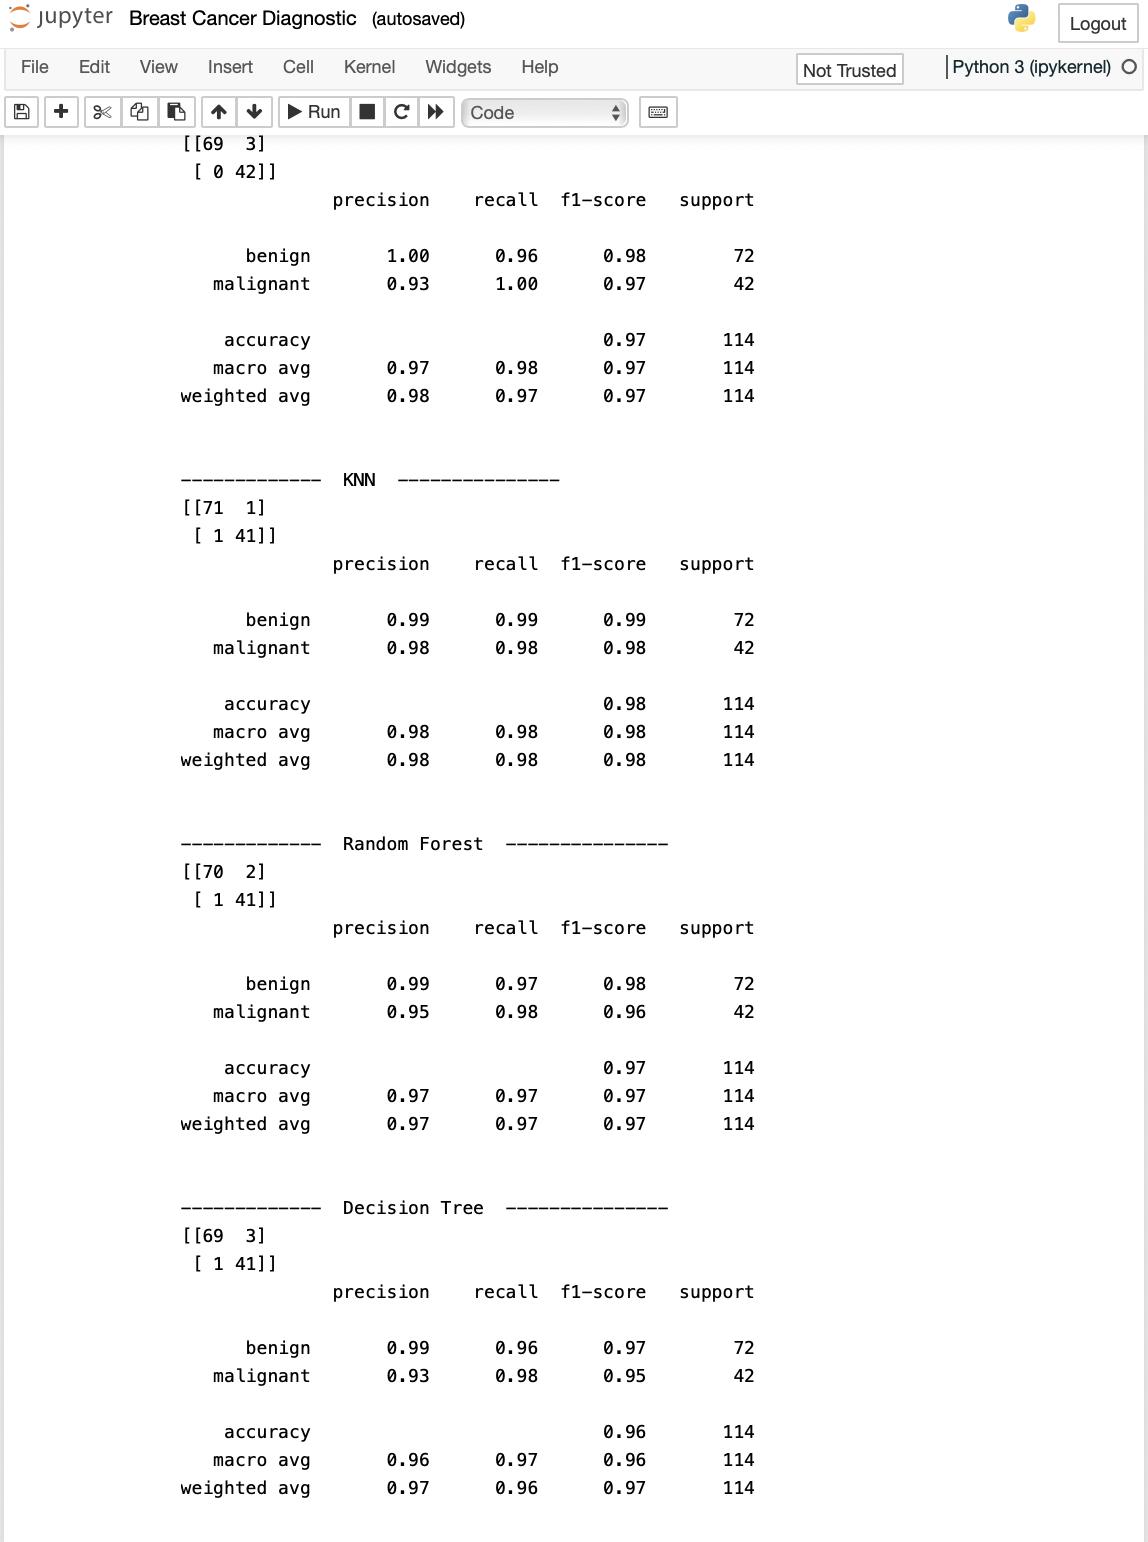 jupyter Breast Cancer Diagnostic (autosaved) Logout
File Edit View Insert Cell Kernel Widgets Help Not Trusted Python 3 (ipykernel)
Run Code
[[69  3]
 [ 0 42]]
              precision    recall  f1-score   support
      benign       1.00      0.96      0.98        72
   malignant       0.93      1.00      0.97        42
    accuracy                           0.97       114
   macro avg       0.97      0.98      0.97       114
weighted avg       0.98      0.97      0.97       114
-------------  KNN  ---------------
[[71  1]
 [ 1 41]]
              precision    recall  f1-score   support
      benign       0.99      0.99      0.99        72
   malignant       0.98      0.98      0.98        42
    accuracy                           0.98       114
   macro avg       0.98      0.98      0.98       114
weighted avg       0.98      0.98      0.98       114
-------------  Random Forest  ---------------
[[70  2]
 [ 1 41]]
              precision    recall  f1-score   support
      benign       0.99      0.97      0.98        72
   malignant       0.95      0.98      0.96        42
    accuracy                           0.97       114
   macro avg       0.97      0.97      0.97       114
weighted avg       0.97      0.97      0.97       114
-------------  Decision Tree  ---------------
[[69  3]
 [ 1 41]]
              precision    recall  f1-score   support
      benign       0.99      0.96      0.97        72
   malignant       0.93      0.98      0.95        42
    accuracy                           0.96       114
   macro avg       0.96      0.97      0.96       114
weighted avg       0.97      0.96      0.97       114